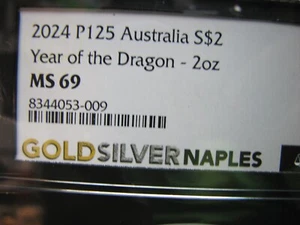 2024 P125 Australia S$2
Year of the Dragon - 2oz
MS 69
8344053-009
GOLDSILVER NAPLES